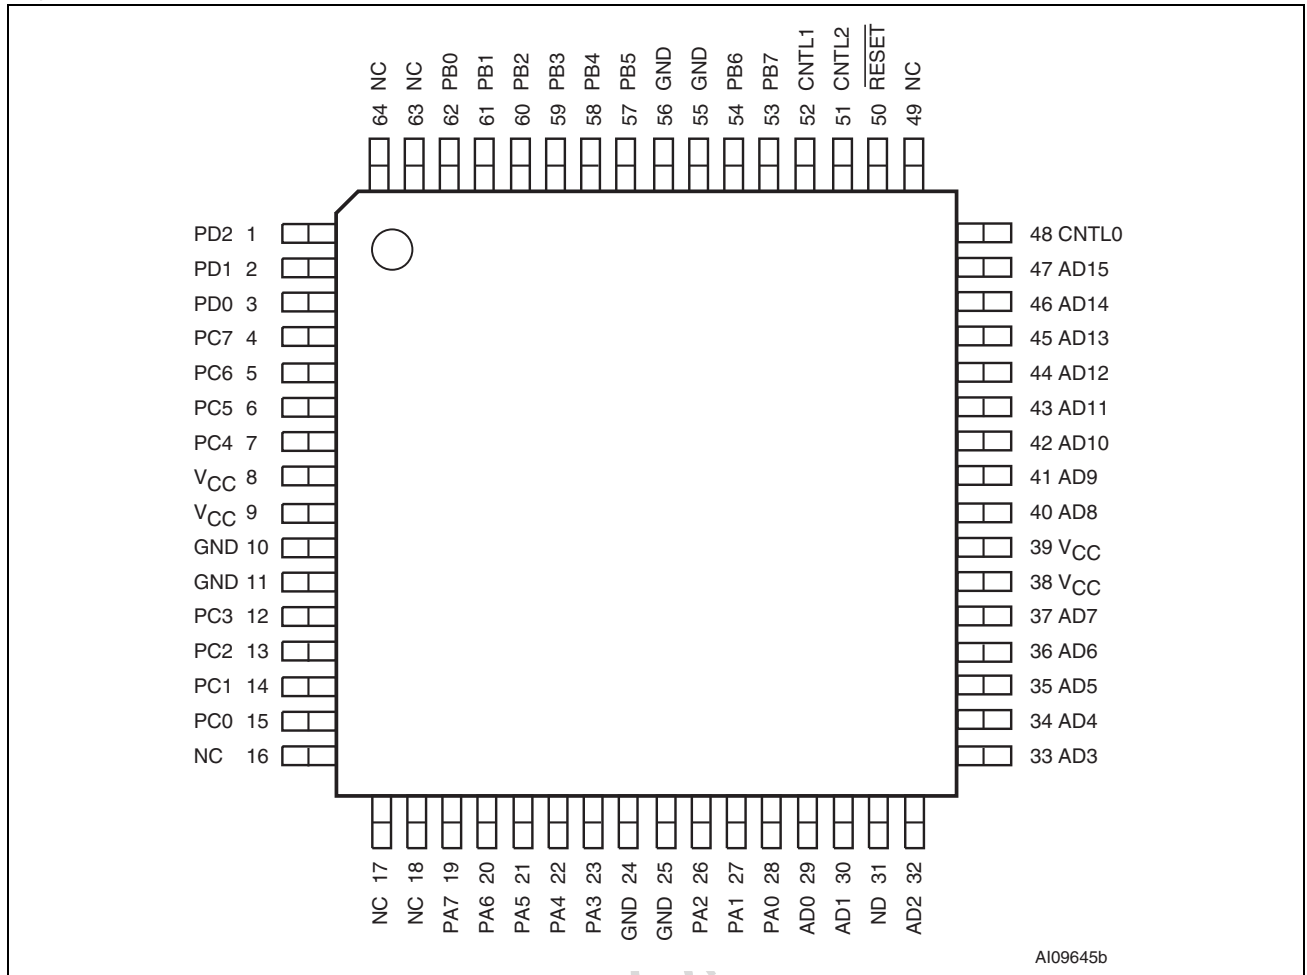 64 NC
63 NC
62 PB0
61 PB1
60 PB2
59 PB3
58 PB4
57 PB5
56 GND
55 GND
54 PB6
53 PB7
52 CNTL1
51 CNTL2
50 RESET
49 NC
PD2 1
PD1 2
PD0 3
PC7 4
PC6 5
PC5 6
PC4 7
VCC 8
VCC 9
GND 10
GND 11
PC3 12
PC2 13
PC1 14
PC0 15
NC 16
48 CNTL0
47 AD15
46 AD14
45 AD13
44 AD12
43 AD11
42 AD10
41 AD9
40 AD8
39 VCC
38 VCC
37 AD7
36 AD6
35 AD5
34 AD4
33 AD3
NC 17
NC 18
PA7 19
PA6 20
PA5 21
PA4 22
PA3 23
GND 24
GND 25
PA2 26
PA1 27
PA0 28
AD0 29
AD1 30
ND 31
AD2 32
AI09645b